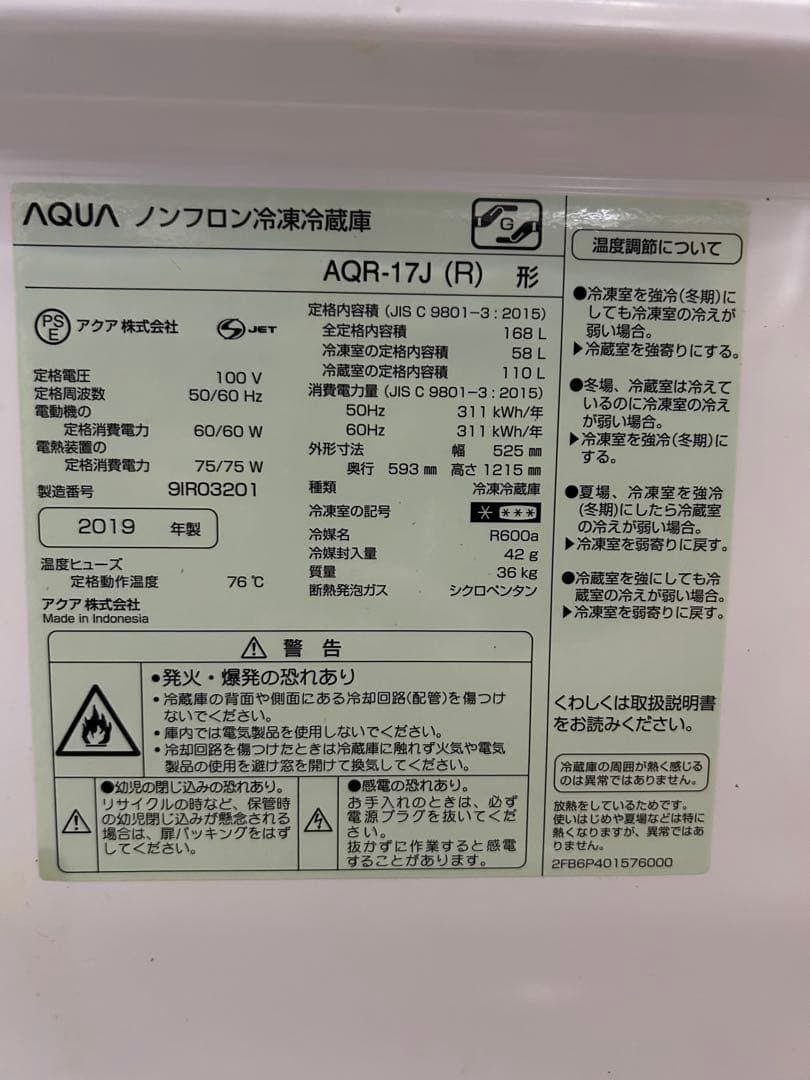 AQUA ノンフロン冷凍冷蔵庫
G
AQR-17J (R) 形
PS
E
アクア 株式会社
S JET
定格電圧 100 V
定格周波数 50/60 Hz
電動機の
定格消費電力 60/60 W
電熱装置の
定格消費電力 75/75 W
製造番号 9IR03201
2019 年製
温度ヒューズ
定格動作温度 76 ℃
アクア 株式会社
Made in Indonesia
定格内容積 (JIS C 9801-3 : 2015)
全定格内容積 168 L
冷凍室の定格内容積 58 L
冷蔵室の定格内容積 110 L
消費電力量 (JIS C 9801-3 : 2015)
50Hz 311 kWh/年
60Hz 311 kWh/年
外形寸法 幅 525 ㎜
奥行 593 ㎜ 高さ 1215 ㎜
種類 冷凍冷蔵庫
冷凍室の記号 * ***
冷媒名 R600a
冷媒封入量 42 g
質量 36 kg
断熱発泡ガス シクロペンタン
⚠ 警 告
●発火・爆発の恐れあり
・冷蔵庫の背面や側面にある冷却回路(配管)を傷つけ
ないでください。
・庫内では電気製品を使用しないでください。
・冷却回路を傷つけたときは冷蔵庫に触れず火気や電気
製品の使用を避け窓を開けて換気してください。
●幼児の閉じ込みの恐れあり。
リサイクルの時など、保管時
の幼児閉じ込みが懸念される
場合は、扉パッキングをはず
してください。
●感電の恐れあり。
お手入れのときは、必ず
電源プラグを抜いてくだ
さい。
抜かずに作業すると感電
することがあります。
温度調節について
●冷凍室を強冷(冬期)に
しても冷凍室の冷えが
弱い場合。
▶冷蔵室を強寄りにする。
●冬場、冷蔵室は冷えて
いるのに冷凍室の冷え
が弱い場合。
▶冷凍室を強冷(冬期)に
する。
●夏場、冷凍室を強冷
(冬期)にしたら冷蔵室
の冷えが弱い場合。
▶冷凍室を弱寄りに戻す。
●冷蔵室を強にしても冷
蔵室の冷えが弱い場合。
▶冷凍室を弱寄りに戻す。
くわしくは取扱説明書
をお読みください。
冷蔵庫の周囲が熱く感じる
のは異常ではありません。
放熱をしているためです。
使いはじめや夏場などは特に
熱くなりますが、異常ではあ
りません。
2FB6P401576000